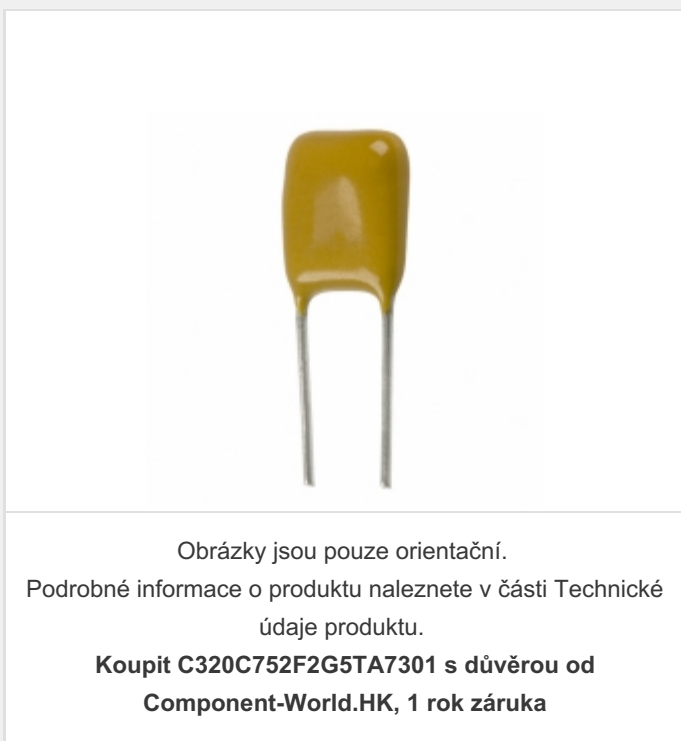 Obrázky jsou pouze orientační.
Podrobné informace o produktu naleznete v části Technické
údaje produktu.
Koupit C320C752F2G5TA7301 s důvěrou od
Component-World.HK, 1 rok záruka